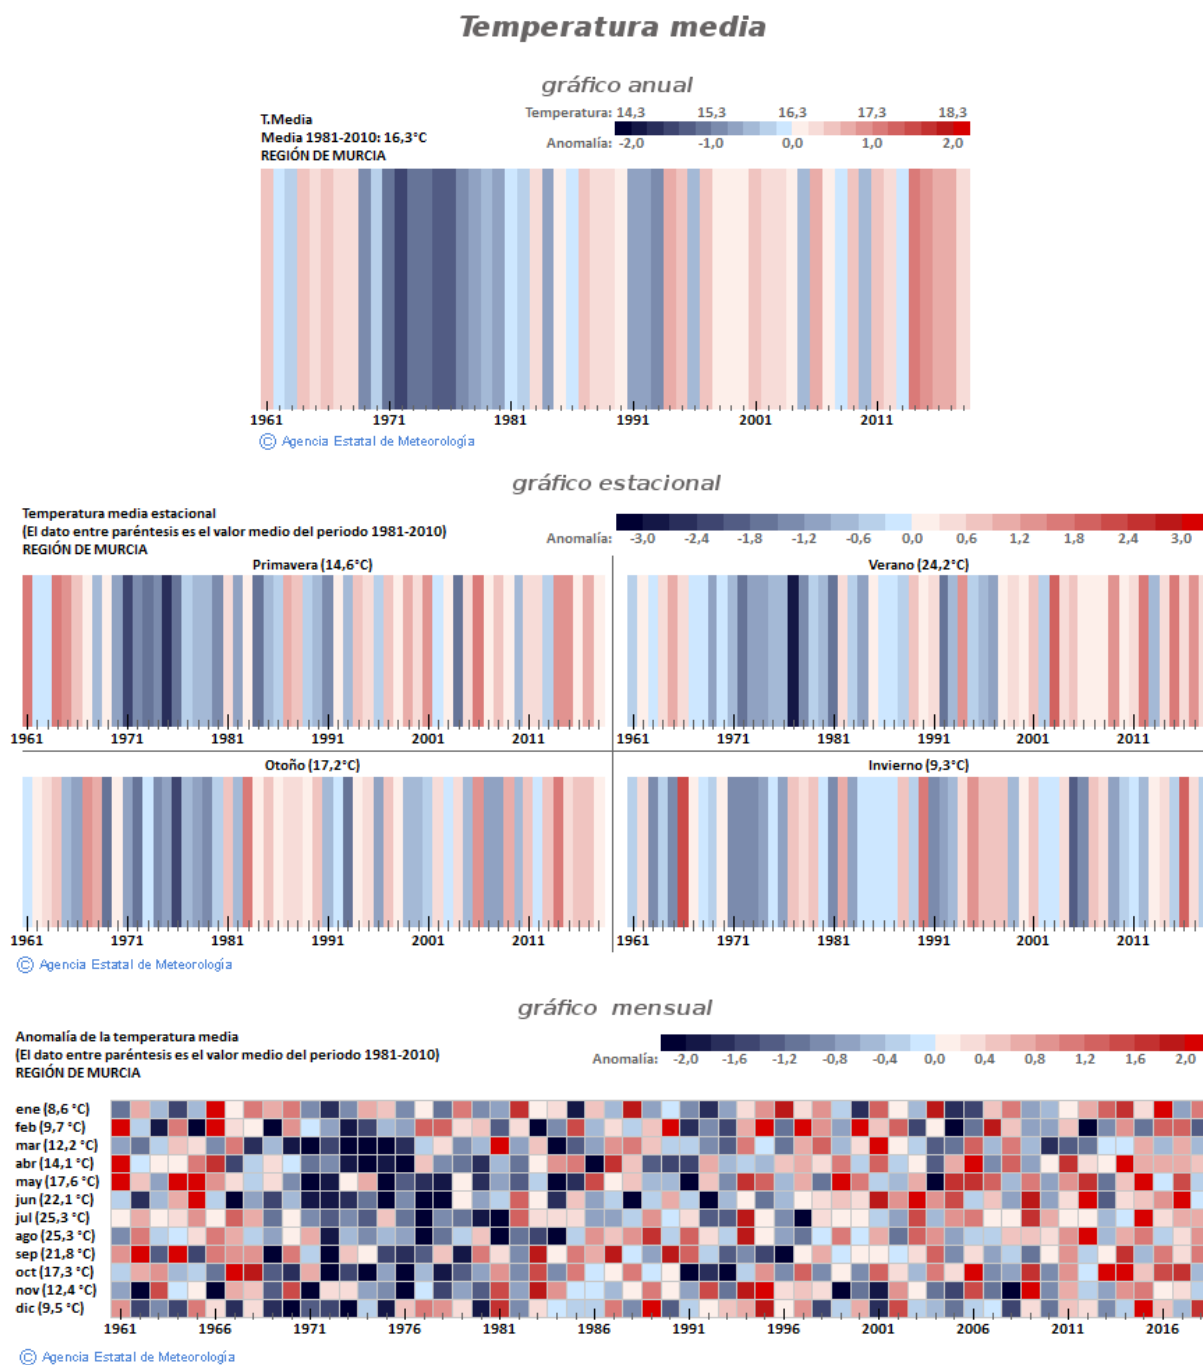 Temperatura media
gráfico anual
T.Media
Media 1981-2010: 16,3°C
REGIÓN DE MURCIA
Temperatura: 14,3 15,3 16,3 17,3 18,3
Anomalía: -2,0 -1,0 0,0 1,0 2,0
1961 1971 1981 1991 2001 2011
© Agencia Estatal de Meteorología
gráfico estacional
Temperatura media estacional
(El dato entre paréntesis es el valor medio del periodo 1981-2010)
REGIÓN DE MURCIA
Anomalía: -3,0 -2,4 -1,8 -1,2 -0,6 0,0 0,6 1,2 1,8 2,4 3,0
Primavera (14,6°C)
1961 1971 1981 1991 2001 2011
Verano (24,2°C)
1961 1971 1981 1991 2001 2011
Otoño (17,2°C)
1961 1971 1981 1991 2001 2011
Invierno (9,3°C)
1961 1971 1981 1991 2001 2011
© Agencia Estatal de Meteorología
gráfico mensual
Anomalía de la temperatura media
(El dato entre paréntesis es el valor medio del periodo 1981-2010)
REGIÓN DE MURCIA
Anomalía: -2,0 -1,6 -1,2 -0,8 -0,4 0,0 0,4 0,8 1,2 1,6 2,0
ene (8,6 °C)
feb (9,7 °C)
mar (12,2 °C)
abr (14,1 °C)
may (17,6 °C)
jun (22,1 °C)
jul (25,3 °C)
ago (25,3 °C)
sep (21,8 °C)
oct (17,3 °C)
nov (12,4 °C)
dic (9,5 °C)
1961 1966 1971 1976 1981 1986 1991 1996 2001 2006 2011 2016
© Agencia Estatal de Meteorología